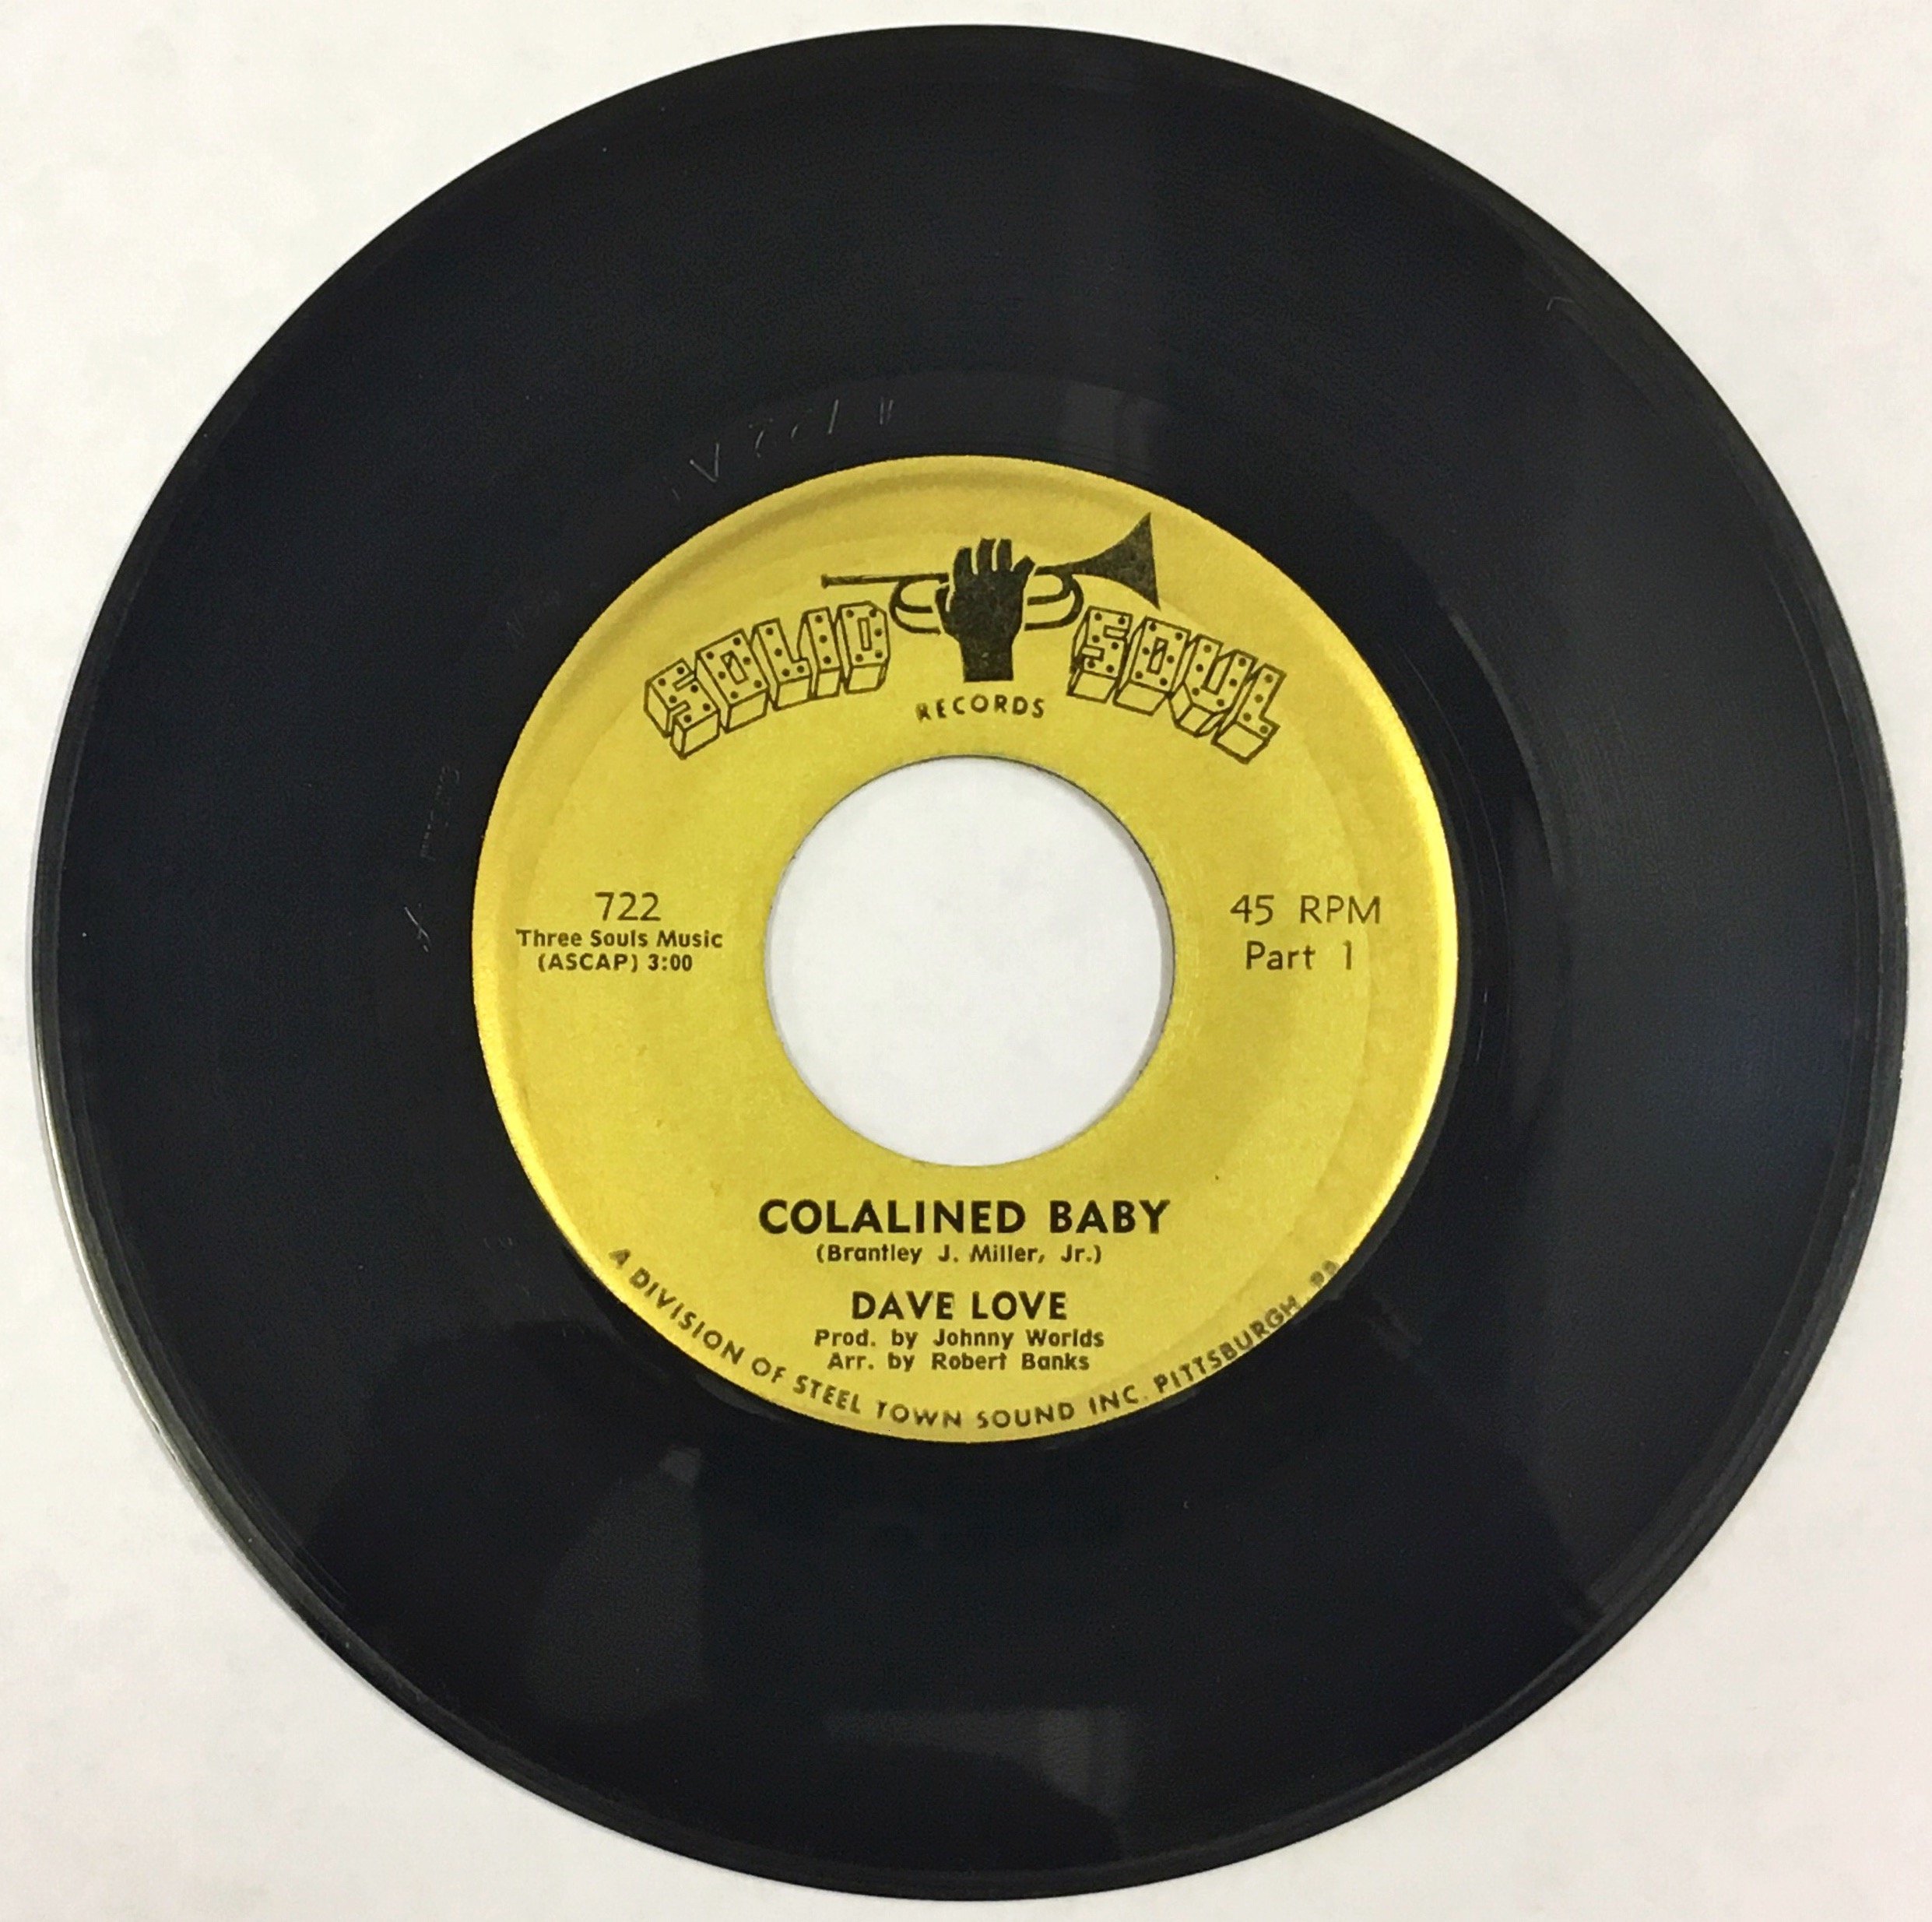 SOLID SOUL
RECORDS
722
Three Souls Music
(ASCAP) 3:00
45 RPM
Part 1
COLALINED BABY
(Brantley J. Miller, Jr.)
DAVE LOVE
Prod. by Johnny Worlds
Arr. by Robert Banks
A DIVISION OF STEEL TOWN SOUND INC. PITTSBURGH, PA